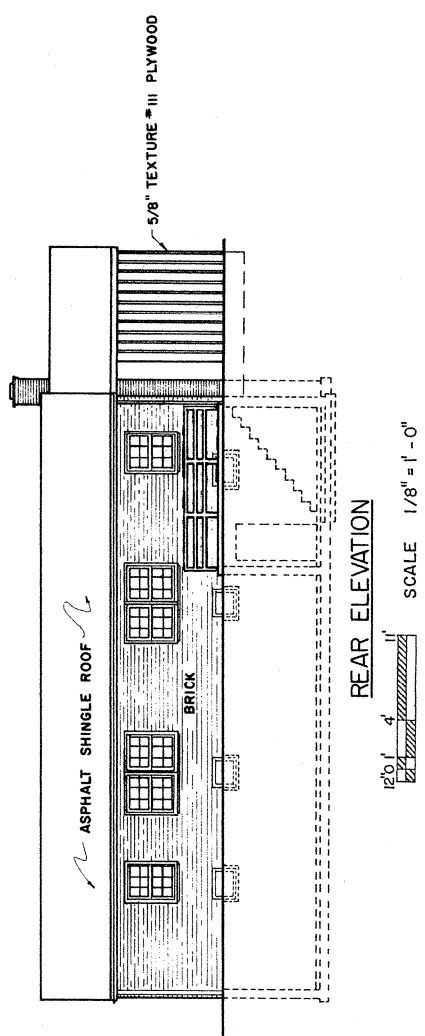 5/8" TEXTURE #111 PLYWOOD
ASPHALT SHINGLE ROOF
BRICK
REAR ELEVATION
SCALE 1/8" = 1' - 0"
12" 0 1' 4' 11'